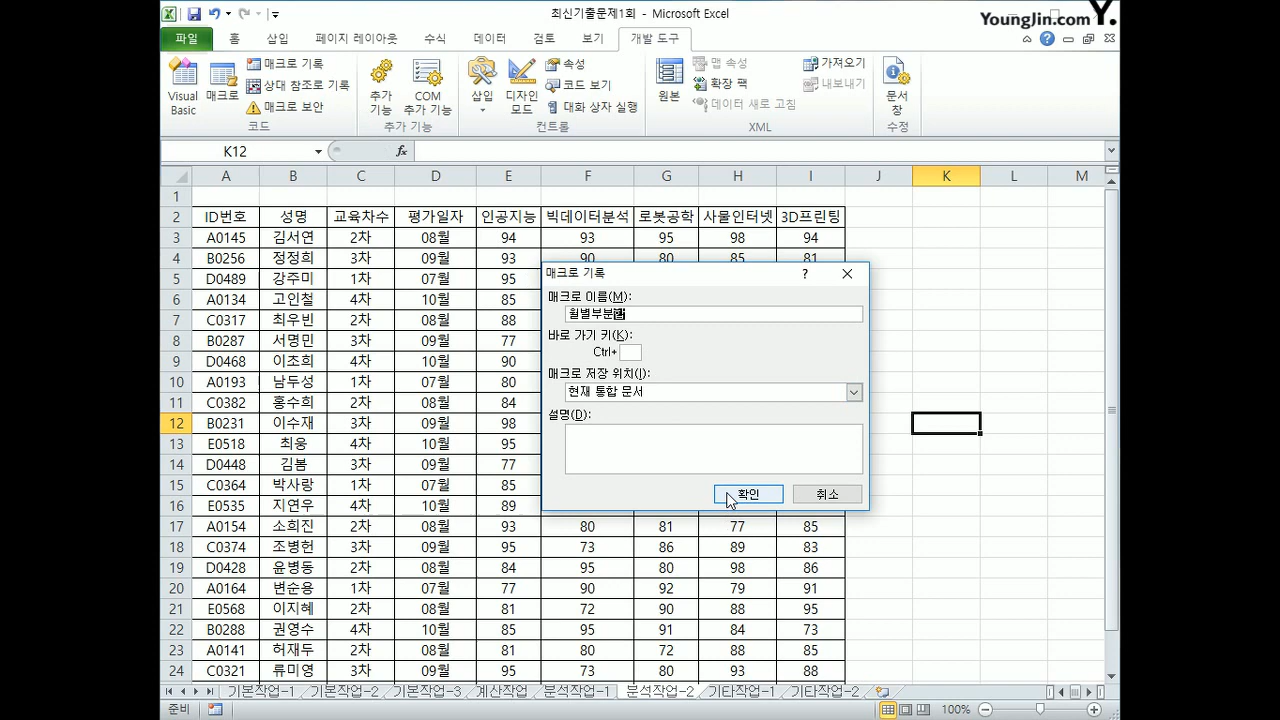 최신기출문제1회 - Microsoft Excel
YoungJin.com Y.
파일 홈 삽입 페이지 레이아웃 수식 데이터 검토 보기 개발 도구
Visual Basic
매크로
매크로 기록
상대 참조로 기록
매크로 보안
코드
추가 기능
COM 추가 기능
추가 기능
삽입
디자인 모드
속성
코드 보기
대화 상자 실행
컨트롤
원본
맵 속성
확장 팩
데이터 새로 고침
가져오기
내보내기
XML
문서 창
수정
K12 fx
A B C D E F G H I J K L M
1
2 ID번호 성명 교육차수 평가일자 인공지능 빅데이터분석 로봇공학 사물인터넷 3D프린팅
3 A0145 김서연 2차 08월 94 93 95 98 94
4 B0256 정정희 3차 09월 93 90 80 85 81
5 D0489 강주미 1차 07월 95
6 A0134 고인철 4차 10월 85
7 C0317 최우빈 2차 08월 88
8 B0287 서명민 3차 09월 77
9 D0468 이조희 4차 10월 90
10 A0193 남두성 1차 07월 80
11 C0382 홍수희 2차 08월 84
12 B0231 이수재 3차 09월 98
13 E0518 최웅 4차 10월 95
14 D0448 김봄 3차 09월 77
15 C0364 박사랑 1차 07월 85
16 E0535 지연우 4차 10월 89
17 A0154 소희진 2차 08월 93 80 81 77 85
18 C0374 조병헌 3차 09월 95 73 86 89 83
19 D0428 윤병동 2차 08월 84 95 80 98 86
20 A0164 변순용 1차 07월 77 90 92 79 91
21 E0568 이지혜 2차 08월 81 72 90 88 95
22 B0288 권영수 4차 10월 85 95 91 84 73
23 A0141 허재두 2차 08월 81 80 72 88 85
24 C0321 류미영 3차 09월 95 73 80 93 88
매크로 기록 ?
매크로 이름(M):
월별부분합
바로 가기 키(K):
Ctrl+
매크로 저장 위치(I):
현재 통합 문서
설명(D):
확인 취소
기본작업-1 기본작업-2 기본작업-3 계산작업 분석작업-1 분석작업-2 기타작업-1 기타작업-2
준비 100%